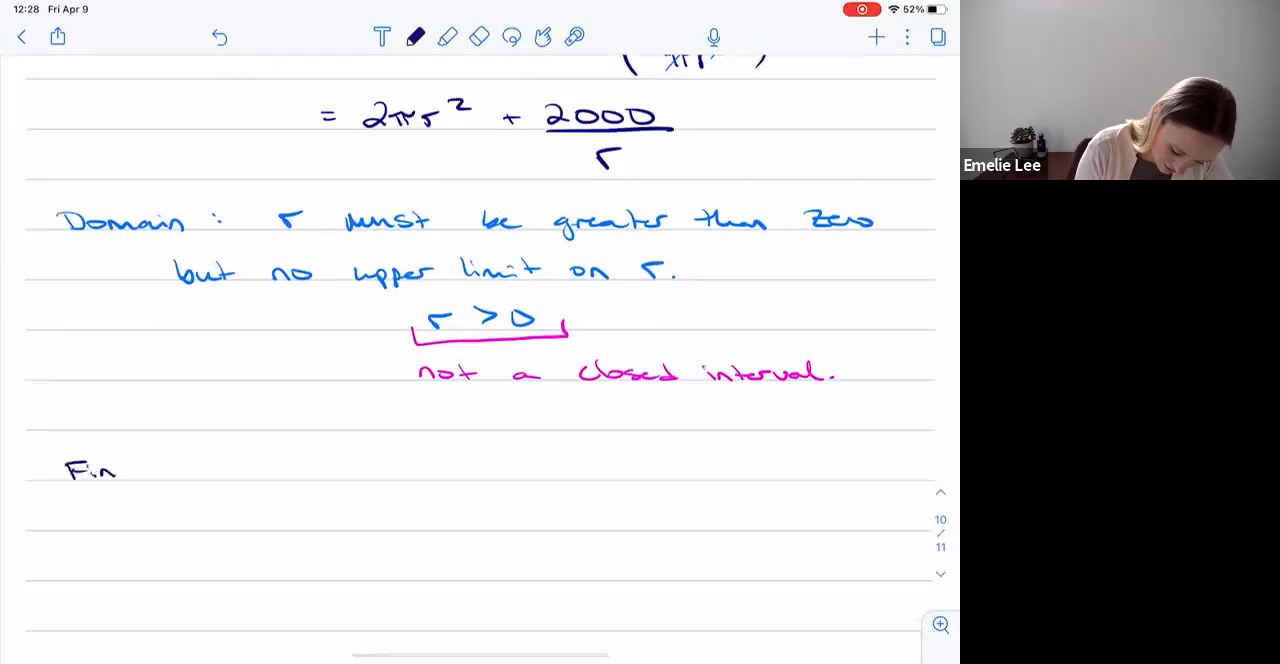 12:28 Fri Apr 9
52%
= 2πr² + 2000
r
Domain : r must be greater than zero
but no upper limit on r.
r > 0
not a closed interval.
Fin
10
/
11
Emelie Lee